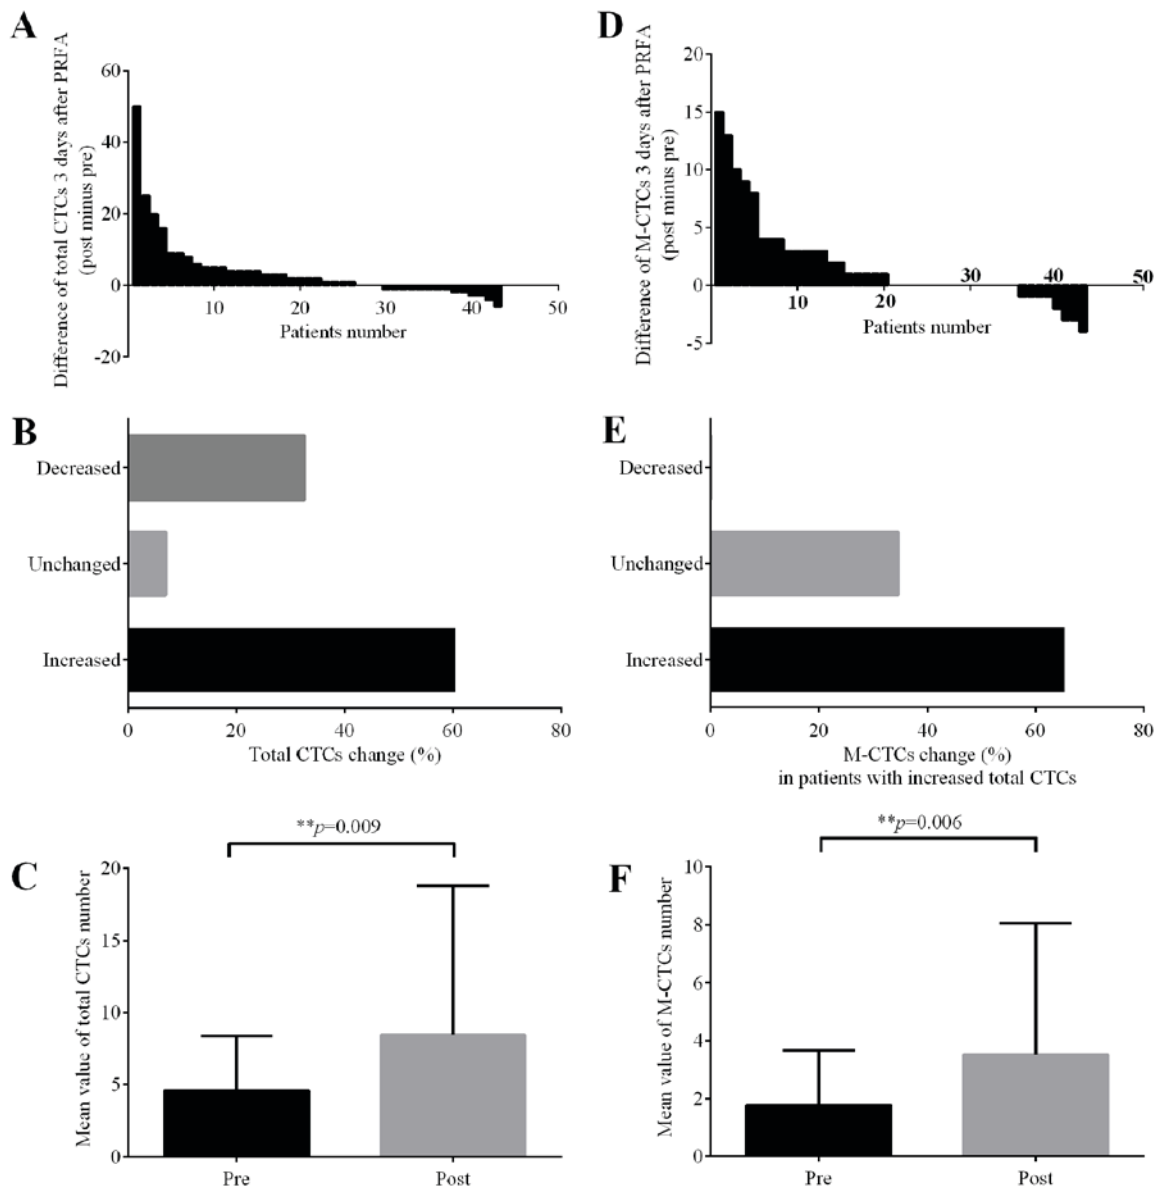 A
Difference of total CTCs 3 days after PRFA
(post minus pre)
60
40
20
0
-20
10
20
30
40
50
Patients number
D
Difference of M-CTCs 3 days after PRFA
(post minus pre)
20
15
10
5
0
-5
10
20
30
40
50
Patients number
B
Decreased
Unchanged
Increased
0
20
40
60
80
Total CTCs change (%)
E
Decreased
Unchanged
Increased
0
20
40
60
80
M-CTCs change (%)
in patients with increased total CTCs
C
Mean value of total CTCs number
**p=0.009
20
15
10
5
0
Pre
Post
F
Mean value of M-CTCs number
**p=0.006
10
8
6
4
2
0
Pre
Post